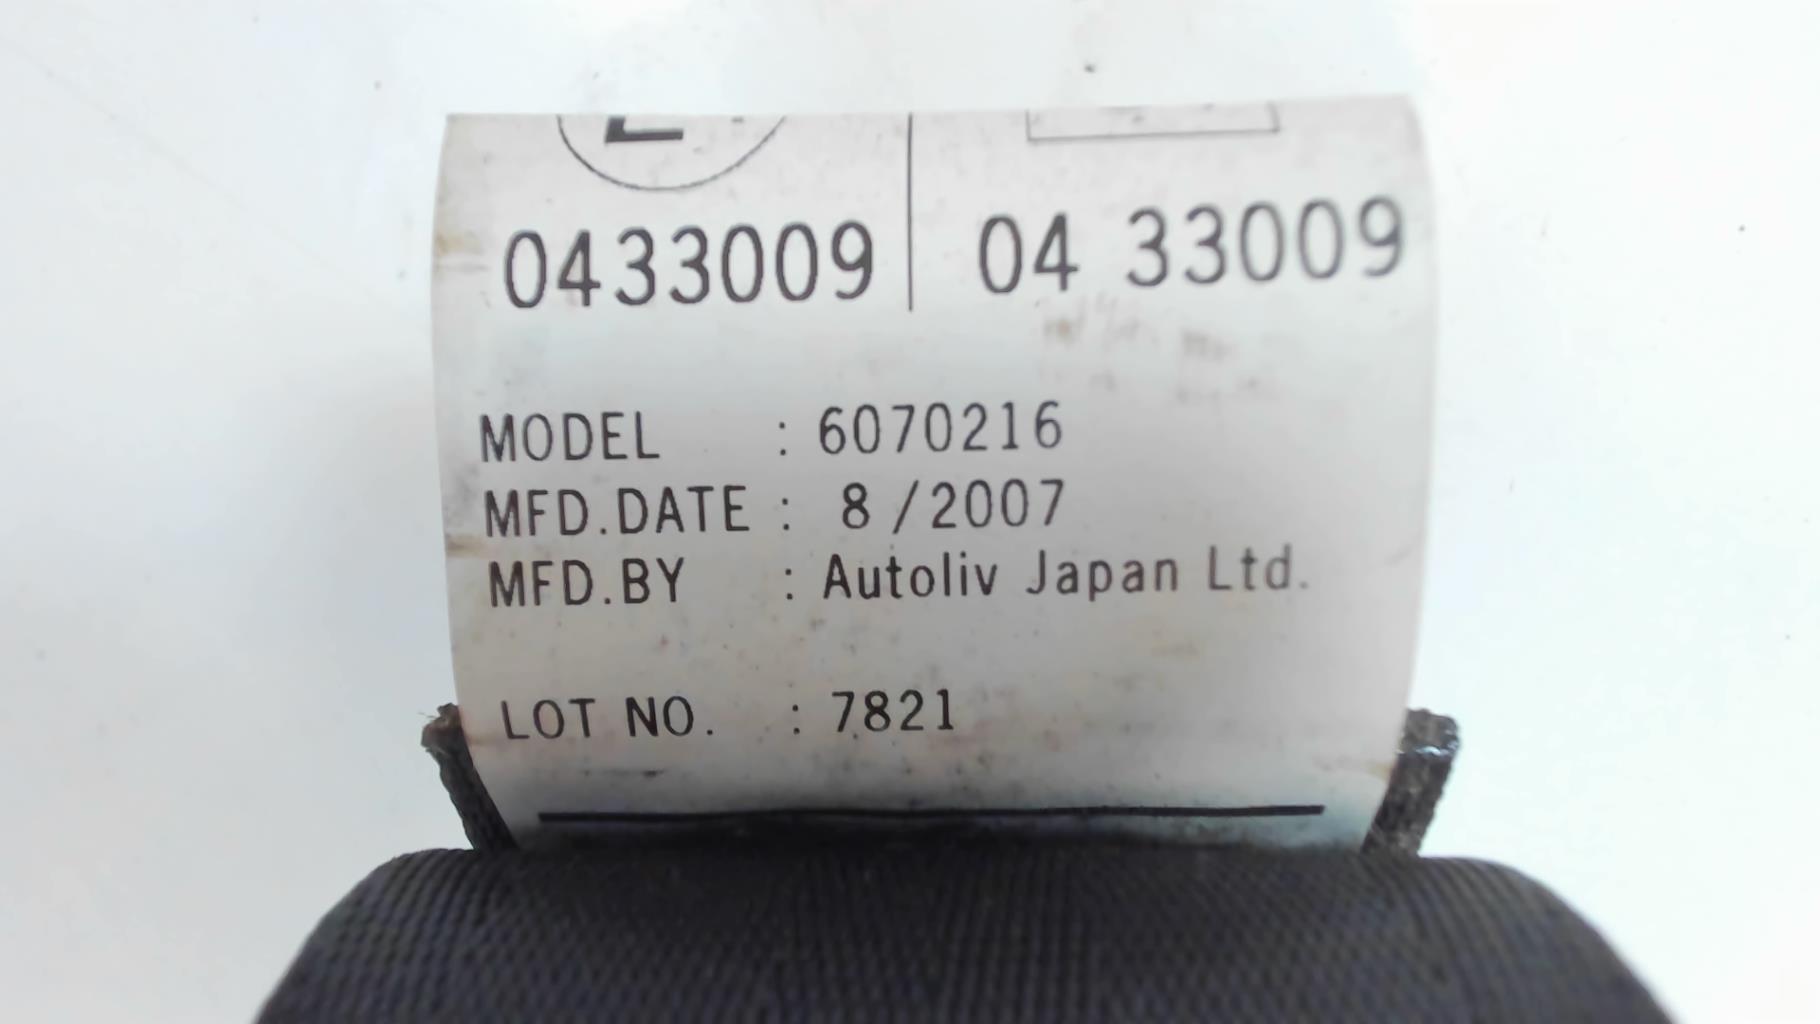 0433009 04 33009
MODEL : 6070216
MFD.DATE : 8 /2007
MFD.BY : Autoliv Japan Ltd.
LOT NO. : 7821